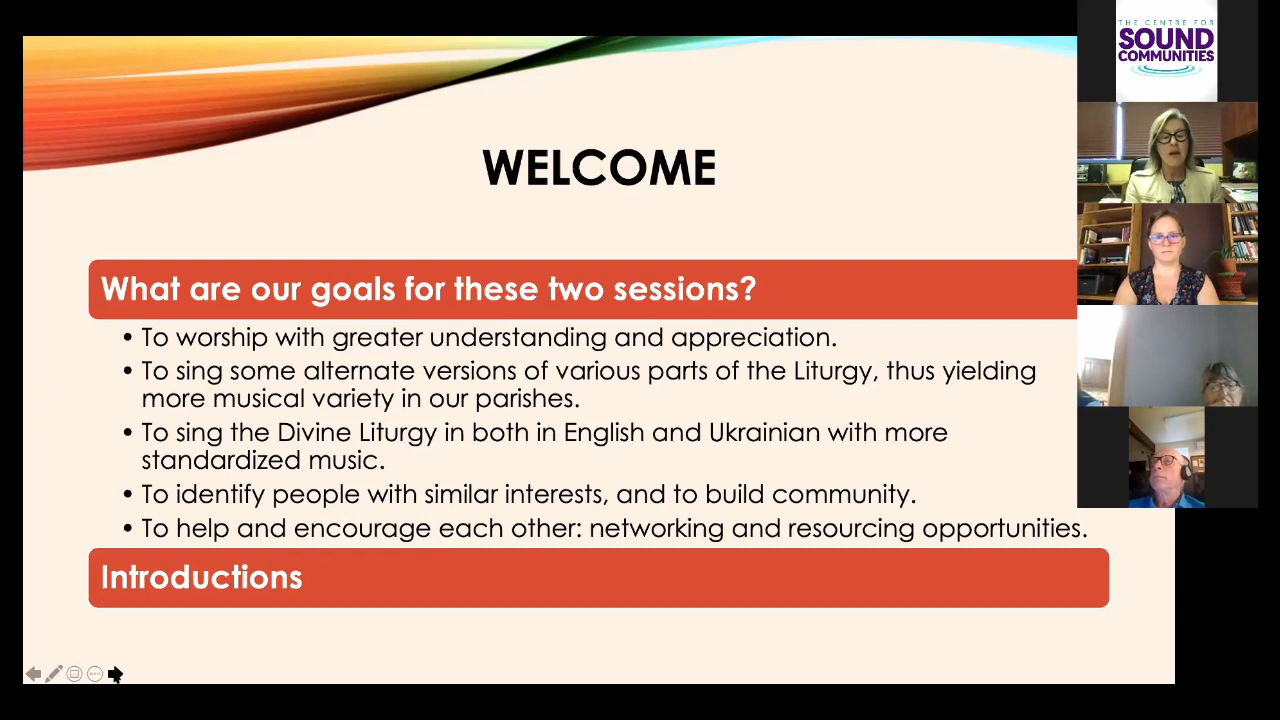 THE CENTRE FOR
SOUND
COMMUNITIES
WELCOME
What are our goals for these two sessions?
• To worship with greater understanding and appreciation.
• To sing some alternate versions of various parts of the Liturgy, thus yielding
more musical variety in our parishes.
• To sing the Divine Liturgy in both in English and Ukrainian with more
standardized music.
• To identify people with similar interests, and to build community.
• To help and encourage each other: networking and resourcing opportunities.
Introductions